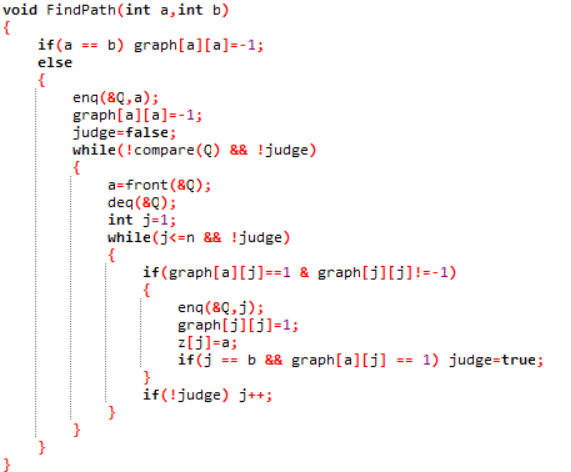 void FindPath(int a,int b)
{
if(a == b) graph[a][a]=-1;
else
{
enq(&Q,a);
graph[a][a]=-1;
judge=false;
while(!compare(Q) && !judge)
{
a=front(&Q);
deq(&Q);
int j=1;
while(j<=n && !judge)
{
if(graph[a][j]==1 & graph[j][j]!=-1)
{
enq(&Q,j);
graph[j][j]=1;
z[j]=a;
if(j == b && graph[a][j] == 1) judge=true;
}
if(!judge) j++;
}
}
}
}